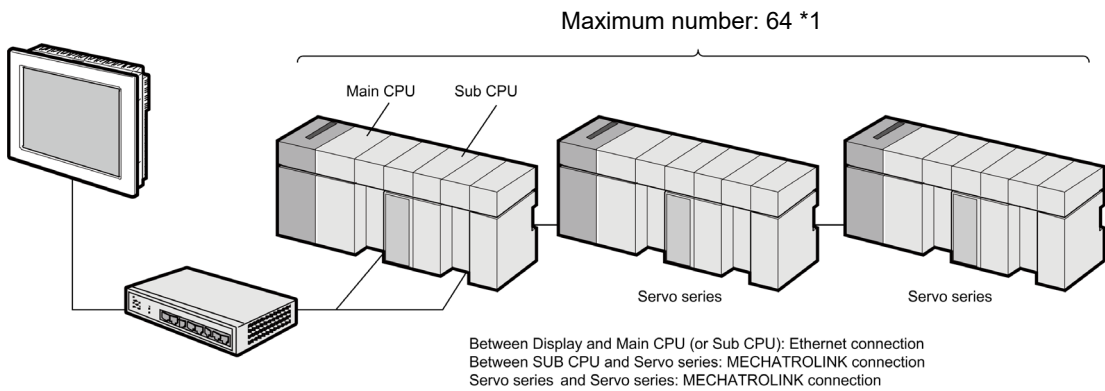 Maximum number: 64 *1
Main CPU
Sub CPU
Servo series
Servo series
Between Display and Main CPU (or Sub CPU): Ethernet connection
Between SUB CPU and Servo series: MECHATROLINK connection
Servo series and Servo series: MECHATROLINK connection